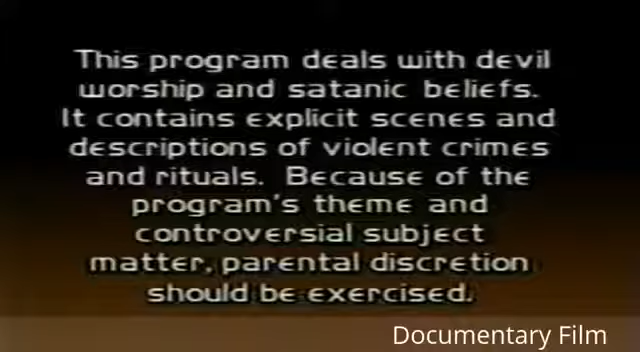 This program deals with devil
worship and satanic beliefs.
It contains explicit scenes and
descriptions of violent crimes
and rituals. Because of the
program's theme and
controversial subject
matter, parental discretion
should be exercised.
Documentary Film